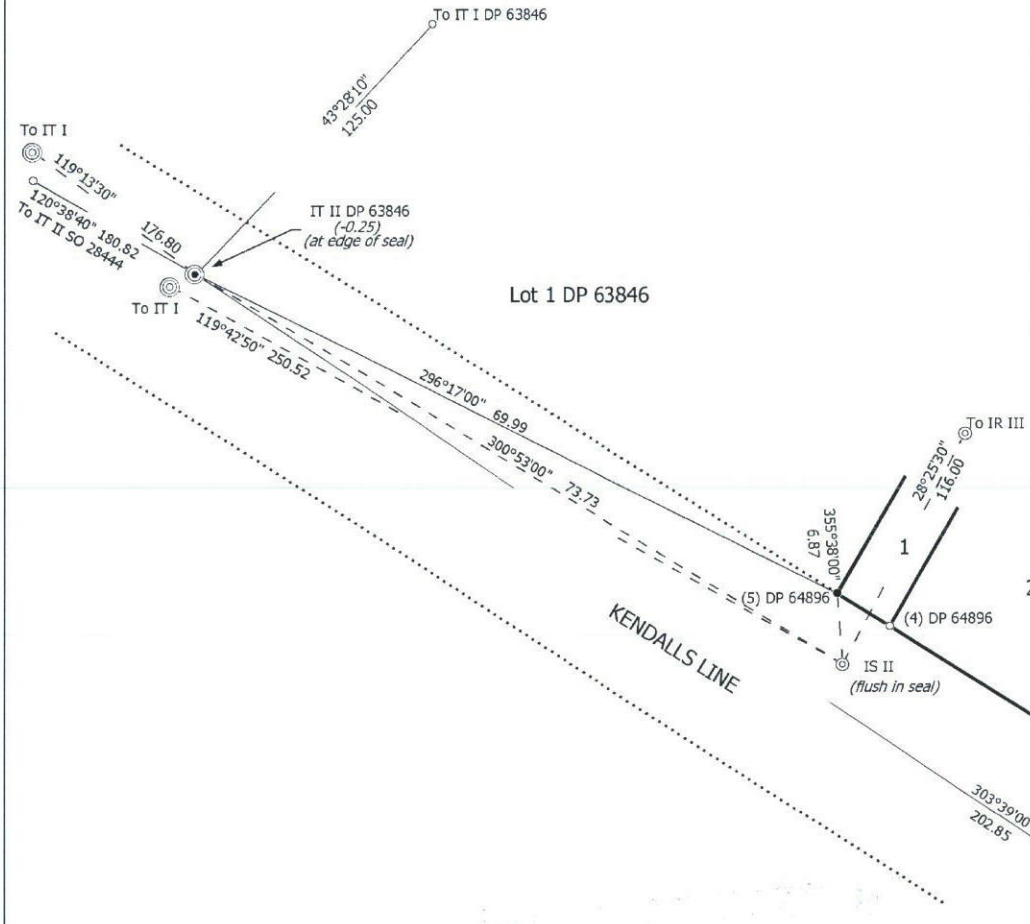 To IT I DP 63846
43°28'10"
125.00
To IT I
119°13'30"
120°38'40" 180.82
To IT II SO 28444
176.80
IT II DP 63846
(-0.25)
(at edge of seal)
To IT I
119°42'50" 250.52
Lot 1 DP 63846
296°17'00" 69.99
300°53'00" 73.73
To IR III
28°25'30"
116.00
355°38'00"
6.87
1
2
(5) DP 64896
(4) DP 64896
KENDALLS LINE
IS II
(flush in seal)
303°39'00
202.85